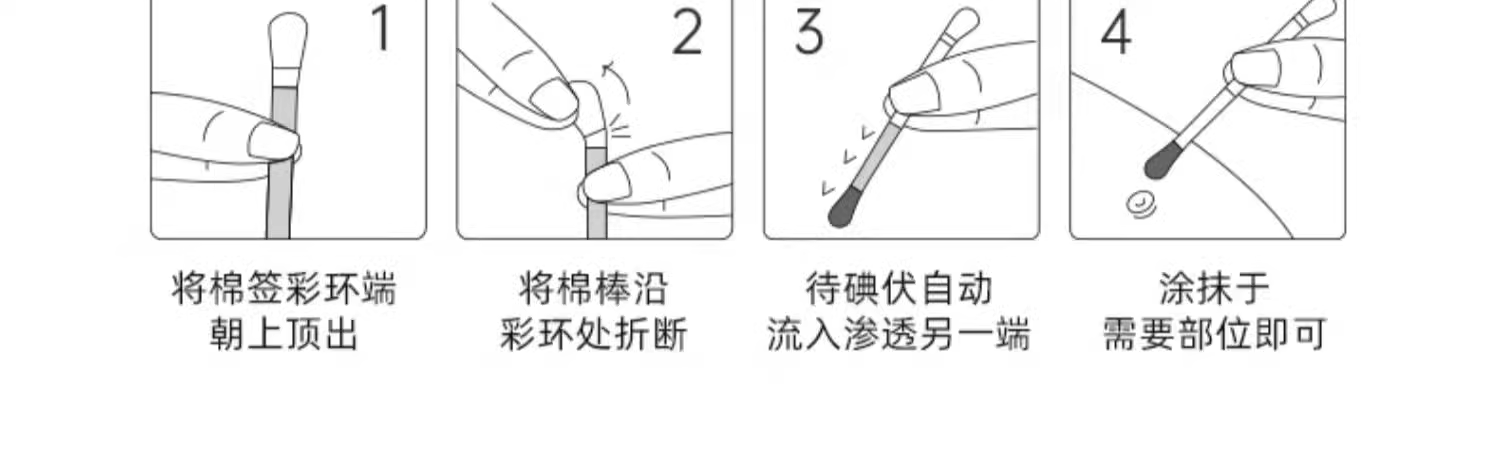 1
将棉签彩环端
朝上顶出
2
将棉棒沿
彩环处折断
3
待碘伏自动
流入渗透另一端
4
涂抹于
需要部位即可